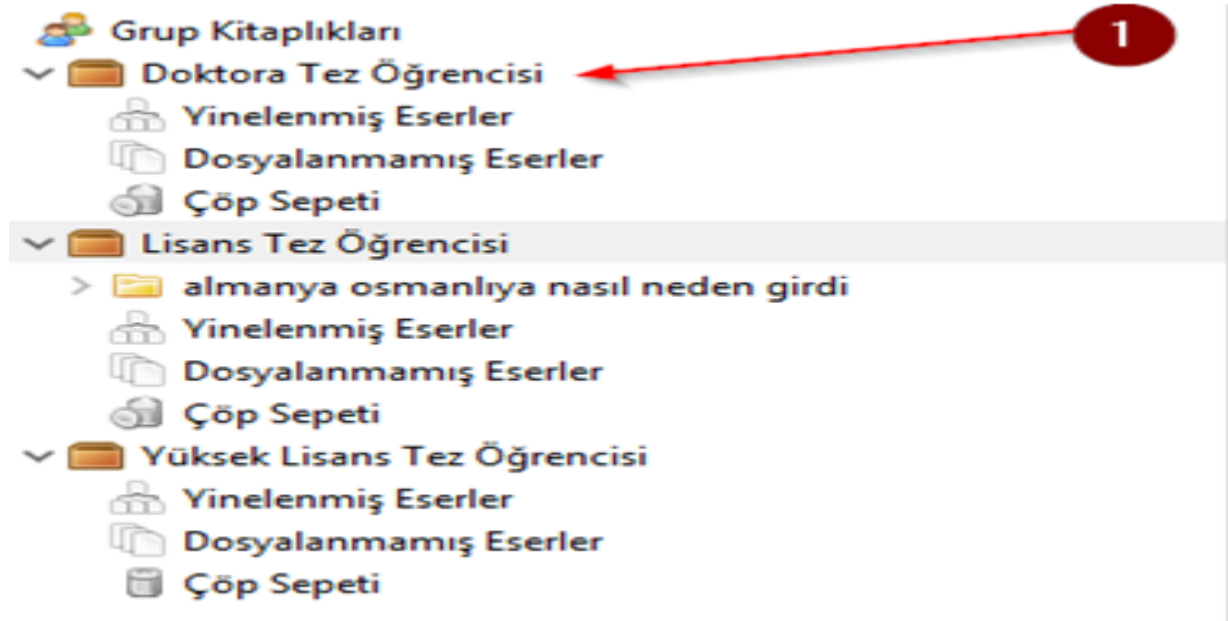 Grup Kitaplıkları
1
Doktora Tez Öğrencisi
Yinelenmiş Eserler
Dosyalanmamış Eserler
Çöp Sepeti
Lisans Tez Öğrencisi
almanya osmanlıya nasıl neden girdi
Yinelenmiş Eserler
Dosyalanmamış Eserler
Çöp Sepeti
Yüksek Lisans Tez Öğrencisi
Yinelenmiş Eserler
Dosyalanmamış Eserler
Çöp Sepeti